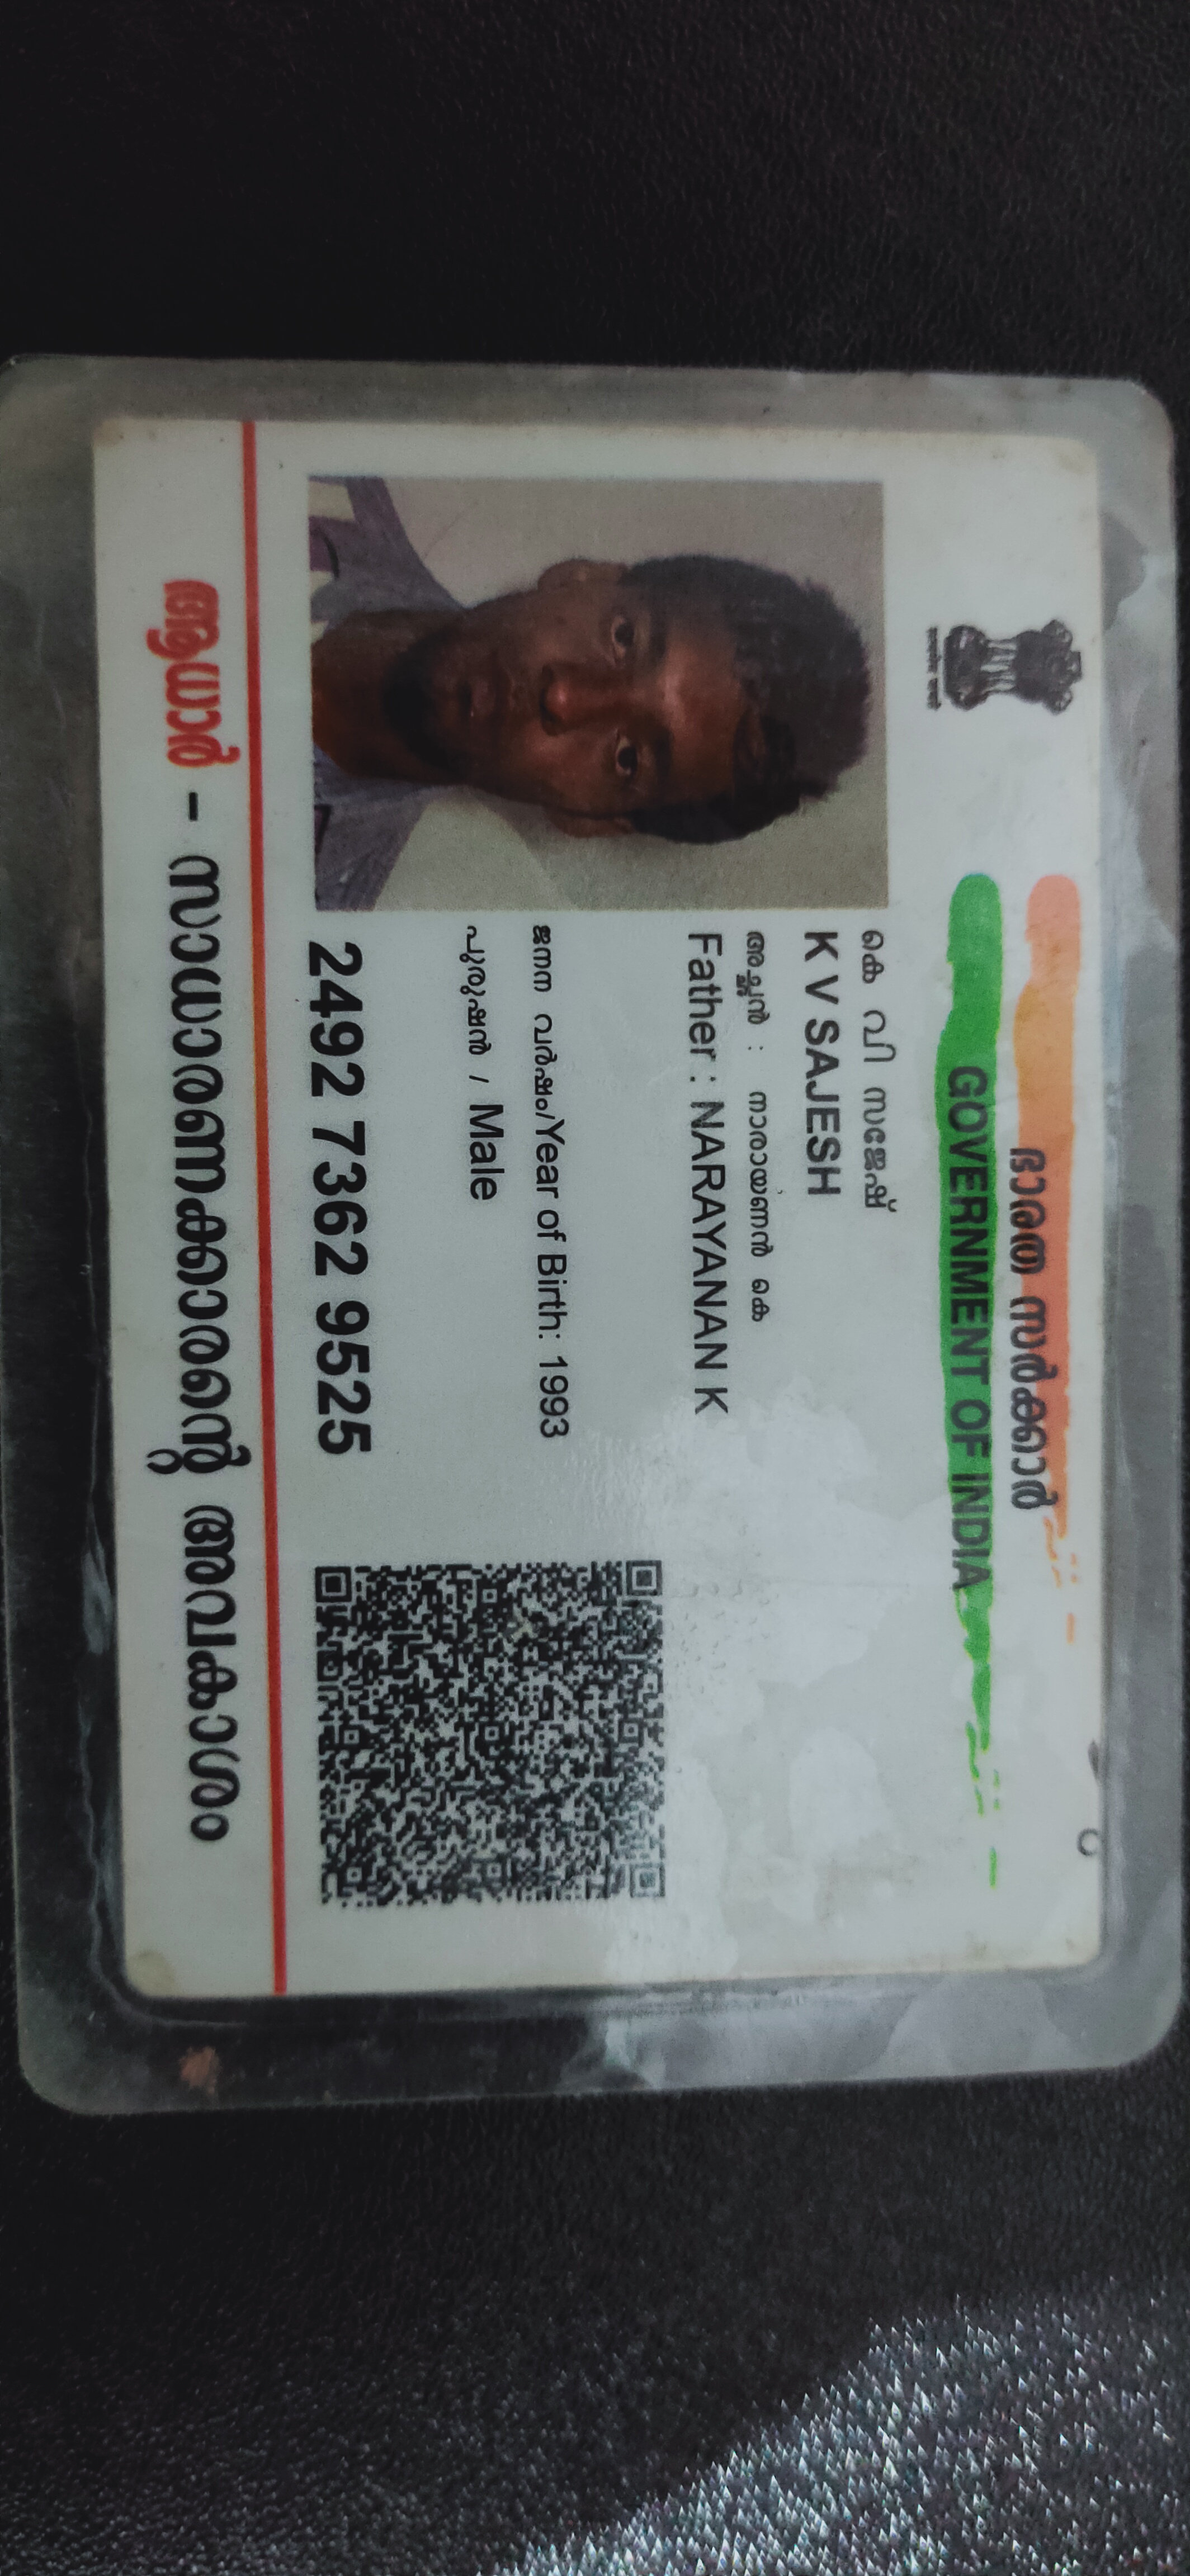 ഭാരത സർക്കാർ
GOVERNMENT OF INDIA
കെ വി സജേഷ്
K V SAJESH
അച്ഛൻ : നാരായണൻ കെ
Father : NARAYANAN K
ജനന വർഷം/Year of Birth: 1993
പുരുഷൻ / Male
2492 7362 9525
ആധാർ - സാധാരണക്കാരന്റെ അവകാശം